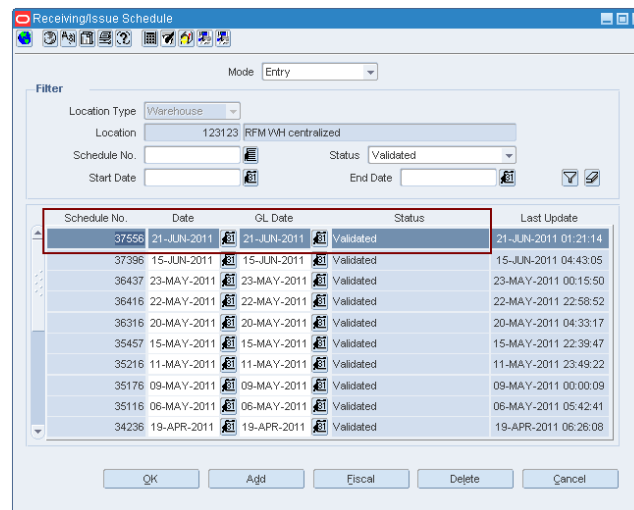 Receiving/Issue Schedule
Mode Entry
Filter
Location Type Warehouse
Location 123123 RFM WH centralized
Schedule No. Status Validated
Start Date End Date
Schedule No. Date GL Date Status Last Update
37556 21-JUN-2011 21-JUN-2011 Validated 21-JUN-2011 01:21:14
37396 15-JUN-2011 15-JUN-2011 Validated 15-JUN-2011 04:43:05
36437 23-MAY-2011 23-MAY-2011 Validated 23-MAY-2011 00:15:50
36416 22-MAY-2011 22-MAY-2011 Validated 22-MAY-2011 22:58:52
36316 20-MAY-2011 20-MAY-2011 Validated 20-MAY-2011 04:33:17
35457 15-MAY-2011 15-MAY-2011 Validated 15-MAY-2011 22:39:47
35216 11-MAY-2011 11-MAY-2011 Validated 11-MAY-2011 23:49:22
35176 09-MAY-2011 09-MAY-2011 Validated 09-MAY-2011 00:00:09
35116 06-MAY-2011 06-MAY-2011 Validated 06-MAY-2011 05:42:41
34236 19-APR-2011 19-APR-2011 Validated 19-APR-2011 06:26:08
OK Add Fiscal Delete Cancel